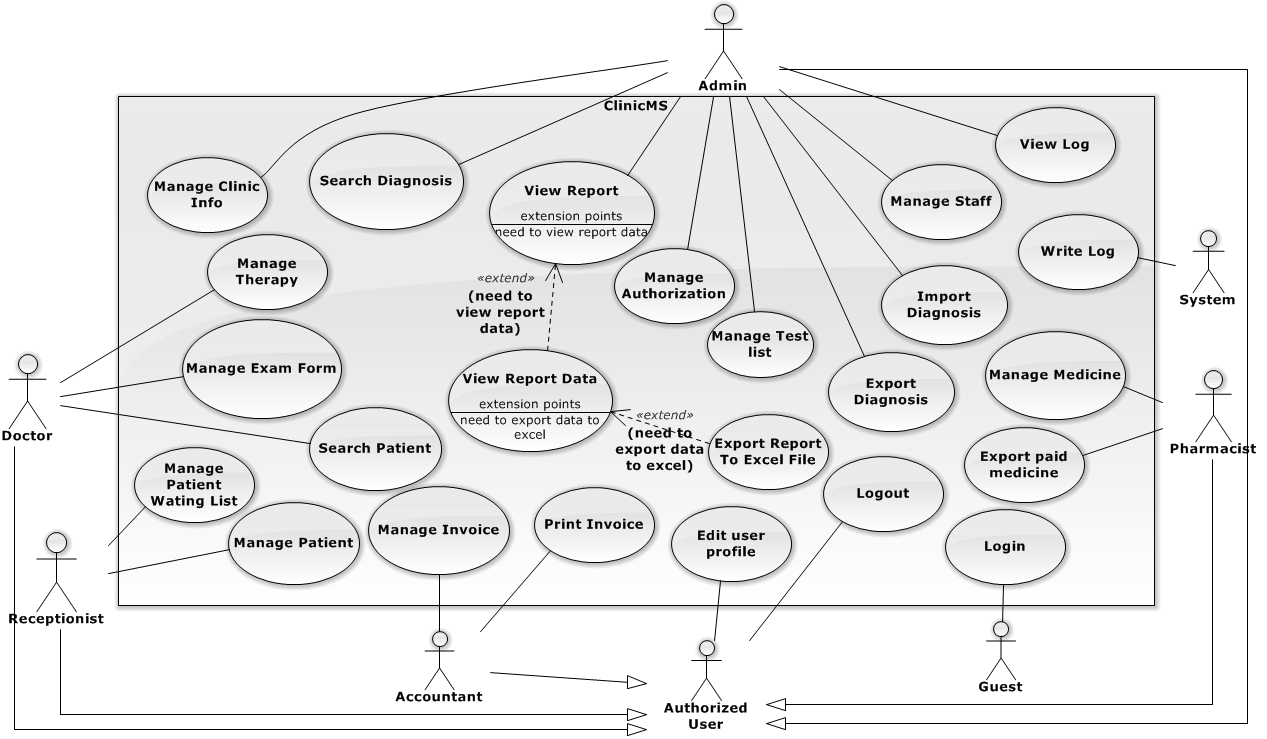 Admin
ClinicMS
View Log
Search Diagnosis
Manage Clinic
Info
View Report
extension points
need to view report data
Manage Staff
Write Log
Manage
Therapy
«extend»
(need to
view report
data)
Manage
Authorization
Import
Diagnosis
System
Manage Test
list
Manage Exam Form
View Report Data
extension points
need to export data to
excel
Export
Diagnosis
Manage Medicine
Doctor
«extend»
(need to
export data
to excel)
Search Patient
Export Report
To Excel File
Export paid
medicine
Pharmacist
Manage
Patient
Wating List
Logout
Manage Patient
Manage Invoice
Print Invoice
Edit user
profile
Login
Receptionist
Accountant
Authorized
User
Guest